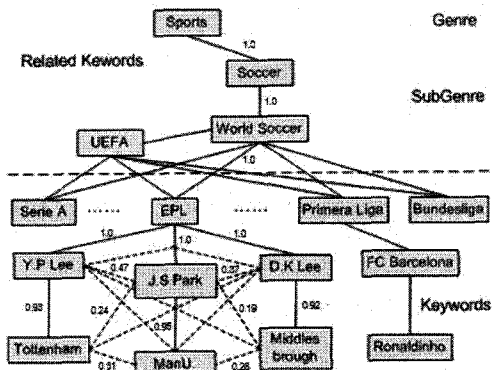 Sports
Genre
1.0
Related Kewords
Soccer
1.0
SubGenre
UEFA
World Soccer
1.0
Serie A
EPL
Primera Liga
Bundesliga
1.0
1.0
1.0
Y.P Lee
0.47
J.S Park
0.37
D.K Lee
FC Barcelona
0.93
0.24
0.95
0.19
0.92
Keywords
Tottenham
ManU
Middles
brough
Ronaldinho
0.51
0.26